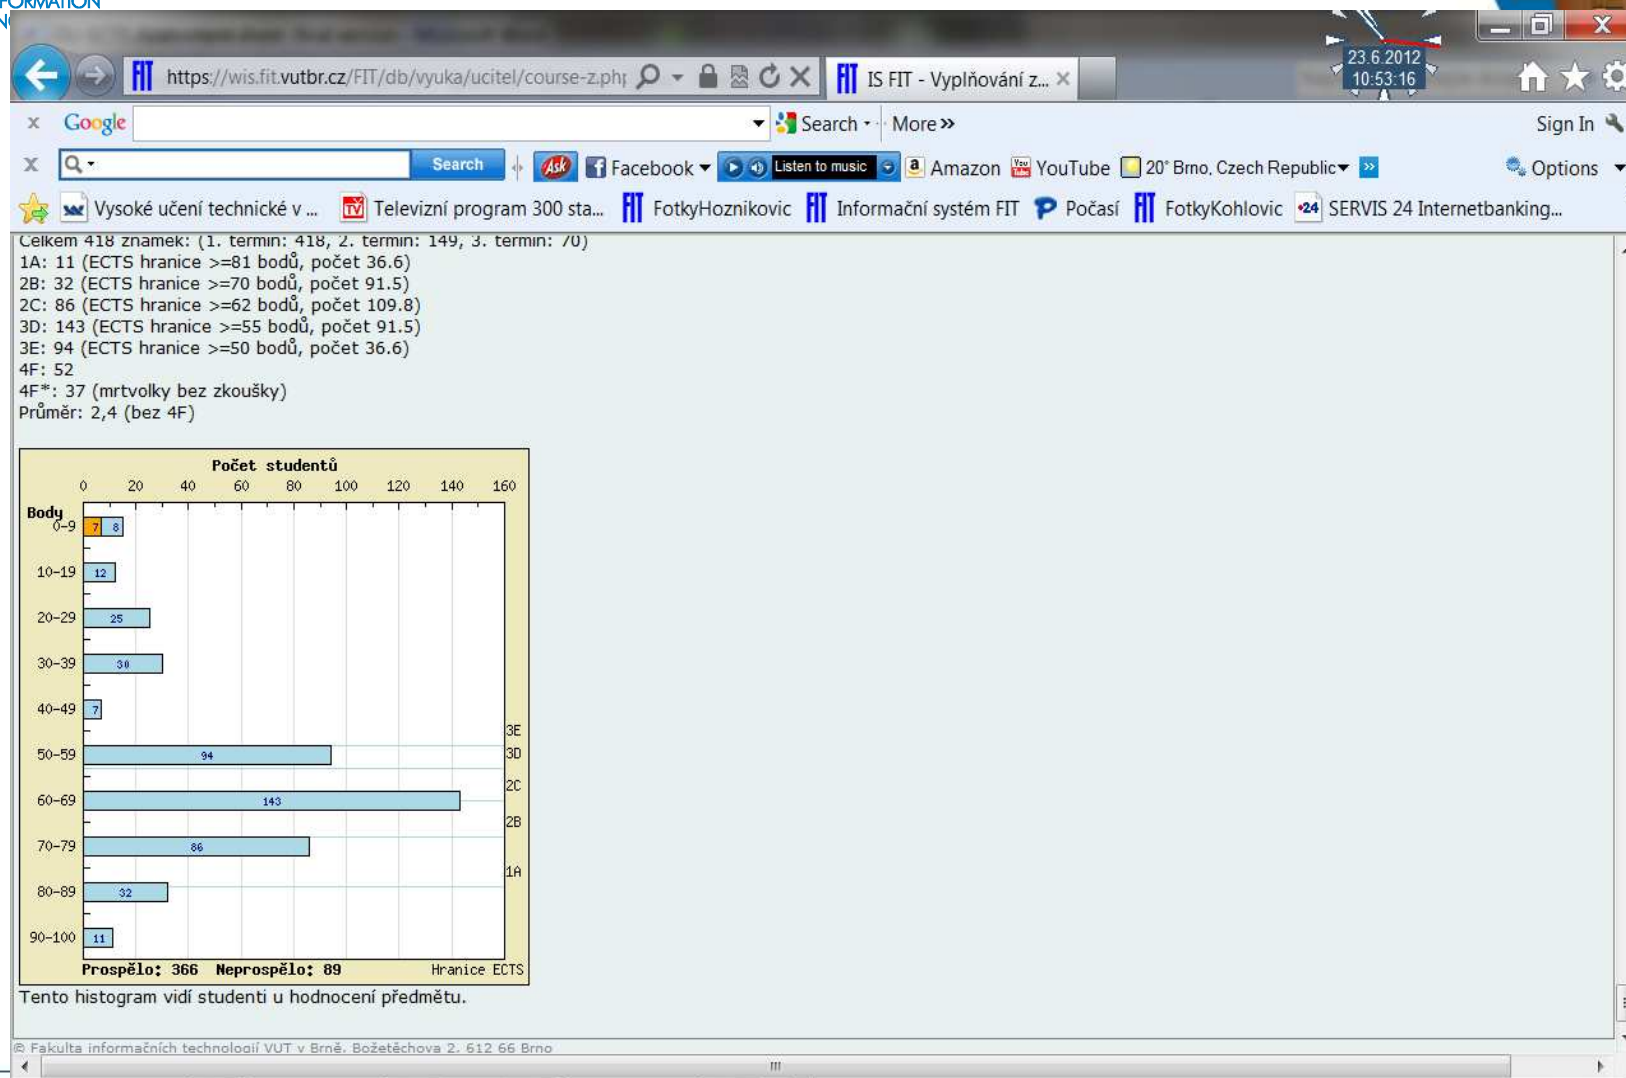 23.6.2012
10:53:16
https://wis.fit.vutbr.cz/FIT/db/vyuka/ucitel/course-z.ph
IS FIT - Vyplňování z...
Google
Search
More »
Sign In
Search
Ask
Facebook
Listen to music
Amazon
YouTube
20° Brno, Czech Republic
Options
Vysoké učení technické v ...
Televizní program 300 sta...
FotkyHoznikovic
Informační systém FIT
Počasí
FotkyKohlovic
SERVIS 24 Internetbanking...
Celkem 418 známek: (1. termín: 418, 2. termín: 149, 3. termín: 70)
1A: 11 (ECTS hranice >=81 bodů, počet 36.6)
2B: 32 (ECTS hranice >=70 bodů, počet 91.5)
2C: 86 (ECTS hranice >=62 bodů, počet 109.8)
3D: 143 (ECTS hranice >=55 bodů, počet 91.5)
3E: 94 (ECTS hranice >=50 bodů, počet 36.6)
4F: 52
4F*: 37 (mrtvolky bez zkoušky)
Průměr: 2,4 (bez 4F)
Počet studentů
0 20 40 60 80 100 120 140 160
Body
0-9 7 8
10-19 12
20-29 25
30-39 30
40-49 7
3E
50-59 94 3D
2C
60-69 143
2B
70-79 86
1A
80-89 32
90-100 11
Prospělo: 366 Neprospělo: 89 Hranice ECTS
Tento histogram vidí studenti u hodnocení předmětu.
© Fakulta informačních technologií VUT v Brně, Božetěchova 2, 612 66 Brno